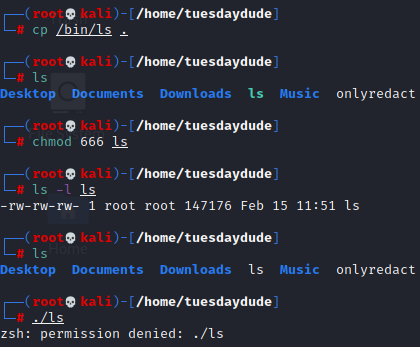 ┌──(root💀kali)-[/home/tuesdaydude]
└─# cp /bin/ls .
┌──(root💀kali)-[/home/tuesdaydude]
└─# ls
Desktop Documents Downloads ls Music onlyredact
┌──(root💀kali)-[/home/tuesdaydude]
└─# chmod 666 ls
┌──(root💀kali)-[/home/tuesdaydude]
└─# ls -l ls
-rw-rw-rw- 1 root root 147176 Feb 15 11:51 ls
┌──(root💀kali)-[/home/tuesdaydude]
└─# ls
Desktop Documents Downloads ls Music onlyredact
┌──(root💀kali)-[/home/tuesdaydude]
└─# ./ls
zsh: permission denied: ./ls